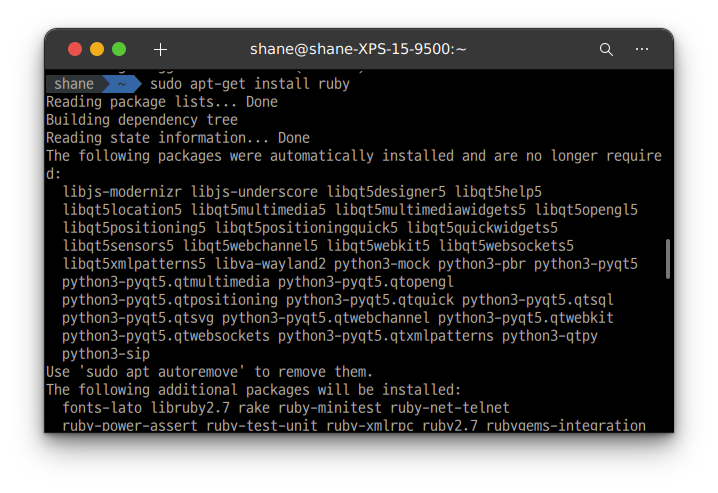 shane@shane-XPS-15-9500:~
shane ~ sudo apt-get install ruby
Reading package lists... Done
Building dependency tree
Reading state information... Done
The following packages were automatically installed and are no longer require
d:
libjs-modernizr libjs-underscore libqt5designer5 libqt5help5
libqt5location5 libqt5multimedia5 libqt5multimediawidgets5 libqt5opengl5
libqt5positioning5 libqt5positioningquick5 libqt5quickwidgets5
libqt5sensors5 libqt5webchannel5 libqt5webkit5 libqt5websockets5
libqt5xmlpatterns5 libva-wayland2 python3-mock python3-pbr python3-pyqt5
python3-pyqt5.qtmultimedia python3-pyqt5.qtopengl
python3-pyqt5.qtpositioning python3-pyqt5.qtquick python3-pyqt5.qtsql
python3-pyqt5.qtsvg python3-pyqt5.qtwebchannel python3-pyqt5.qtwebkit
python3-pyqt5.qtwebsockets python3-pyqt5.qtxmlpatterns python3-qtpy
python3-sip
Use 'sudo apt autoremove' to remove them.
The following additional packages will be installed:
fonts-lato libruby2.7 rake ruby-minitest ruby-net-telnet
ruby-power-assert ruby-test-unit ruby-xmlrpc ruby2.7 rubygems-integration